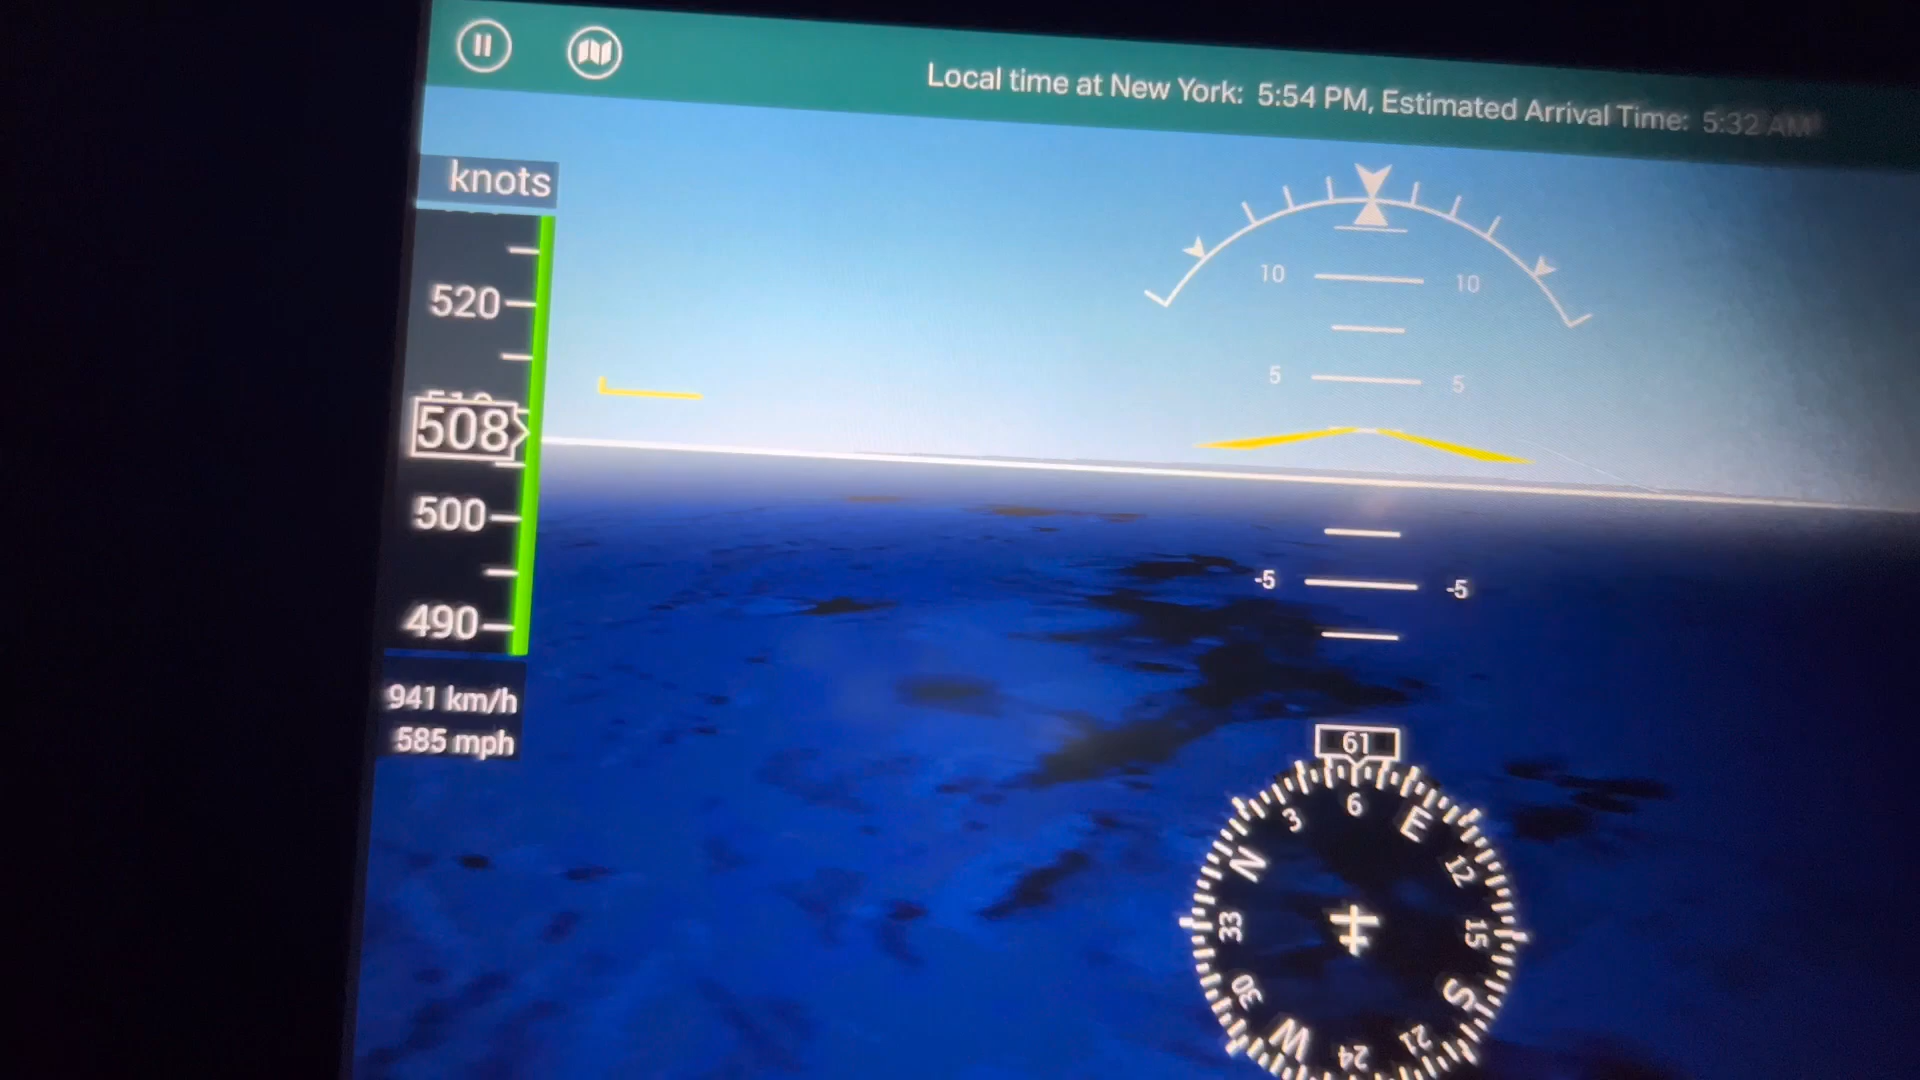 Local time at New York: 5:54 PM, Estimated Arrival Time: 5:32 AM
knots
520
508
500
490
941 km/h
585 mph
10 10
5 5
-5 -5
61
N 3 6 E 12 15 S 21 24 W 30 33